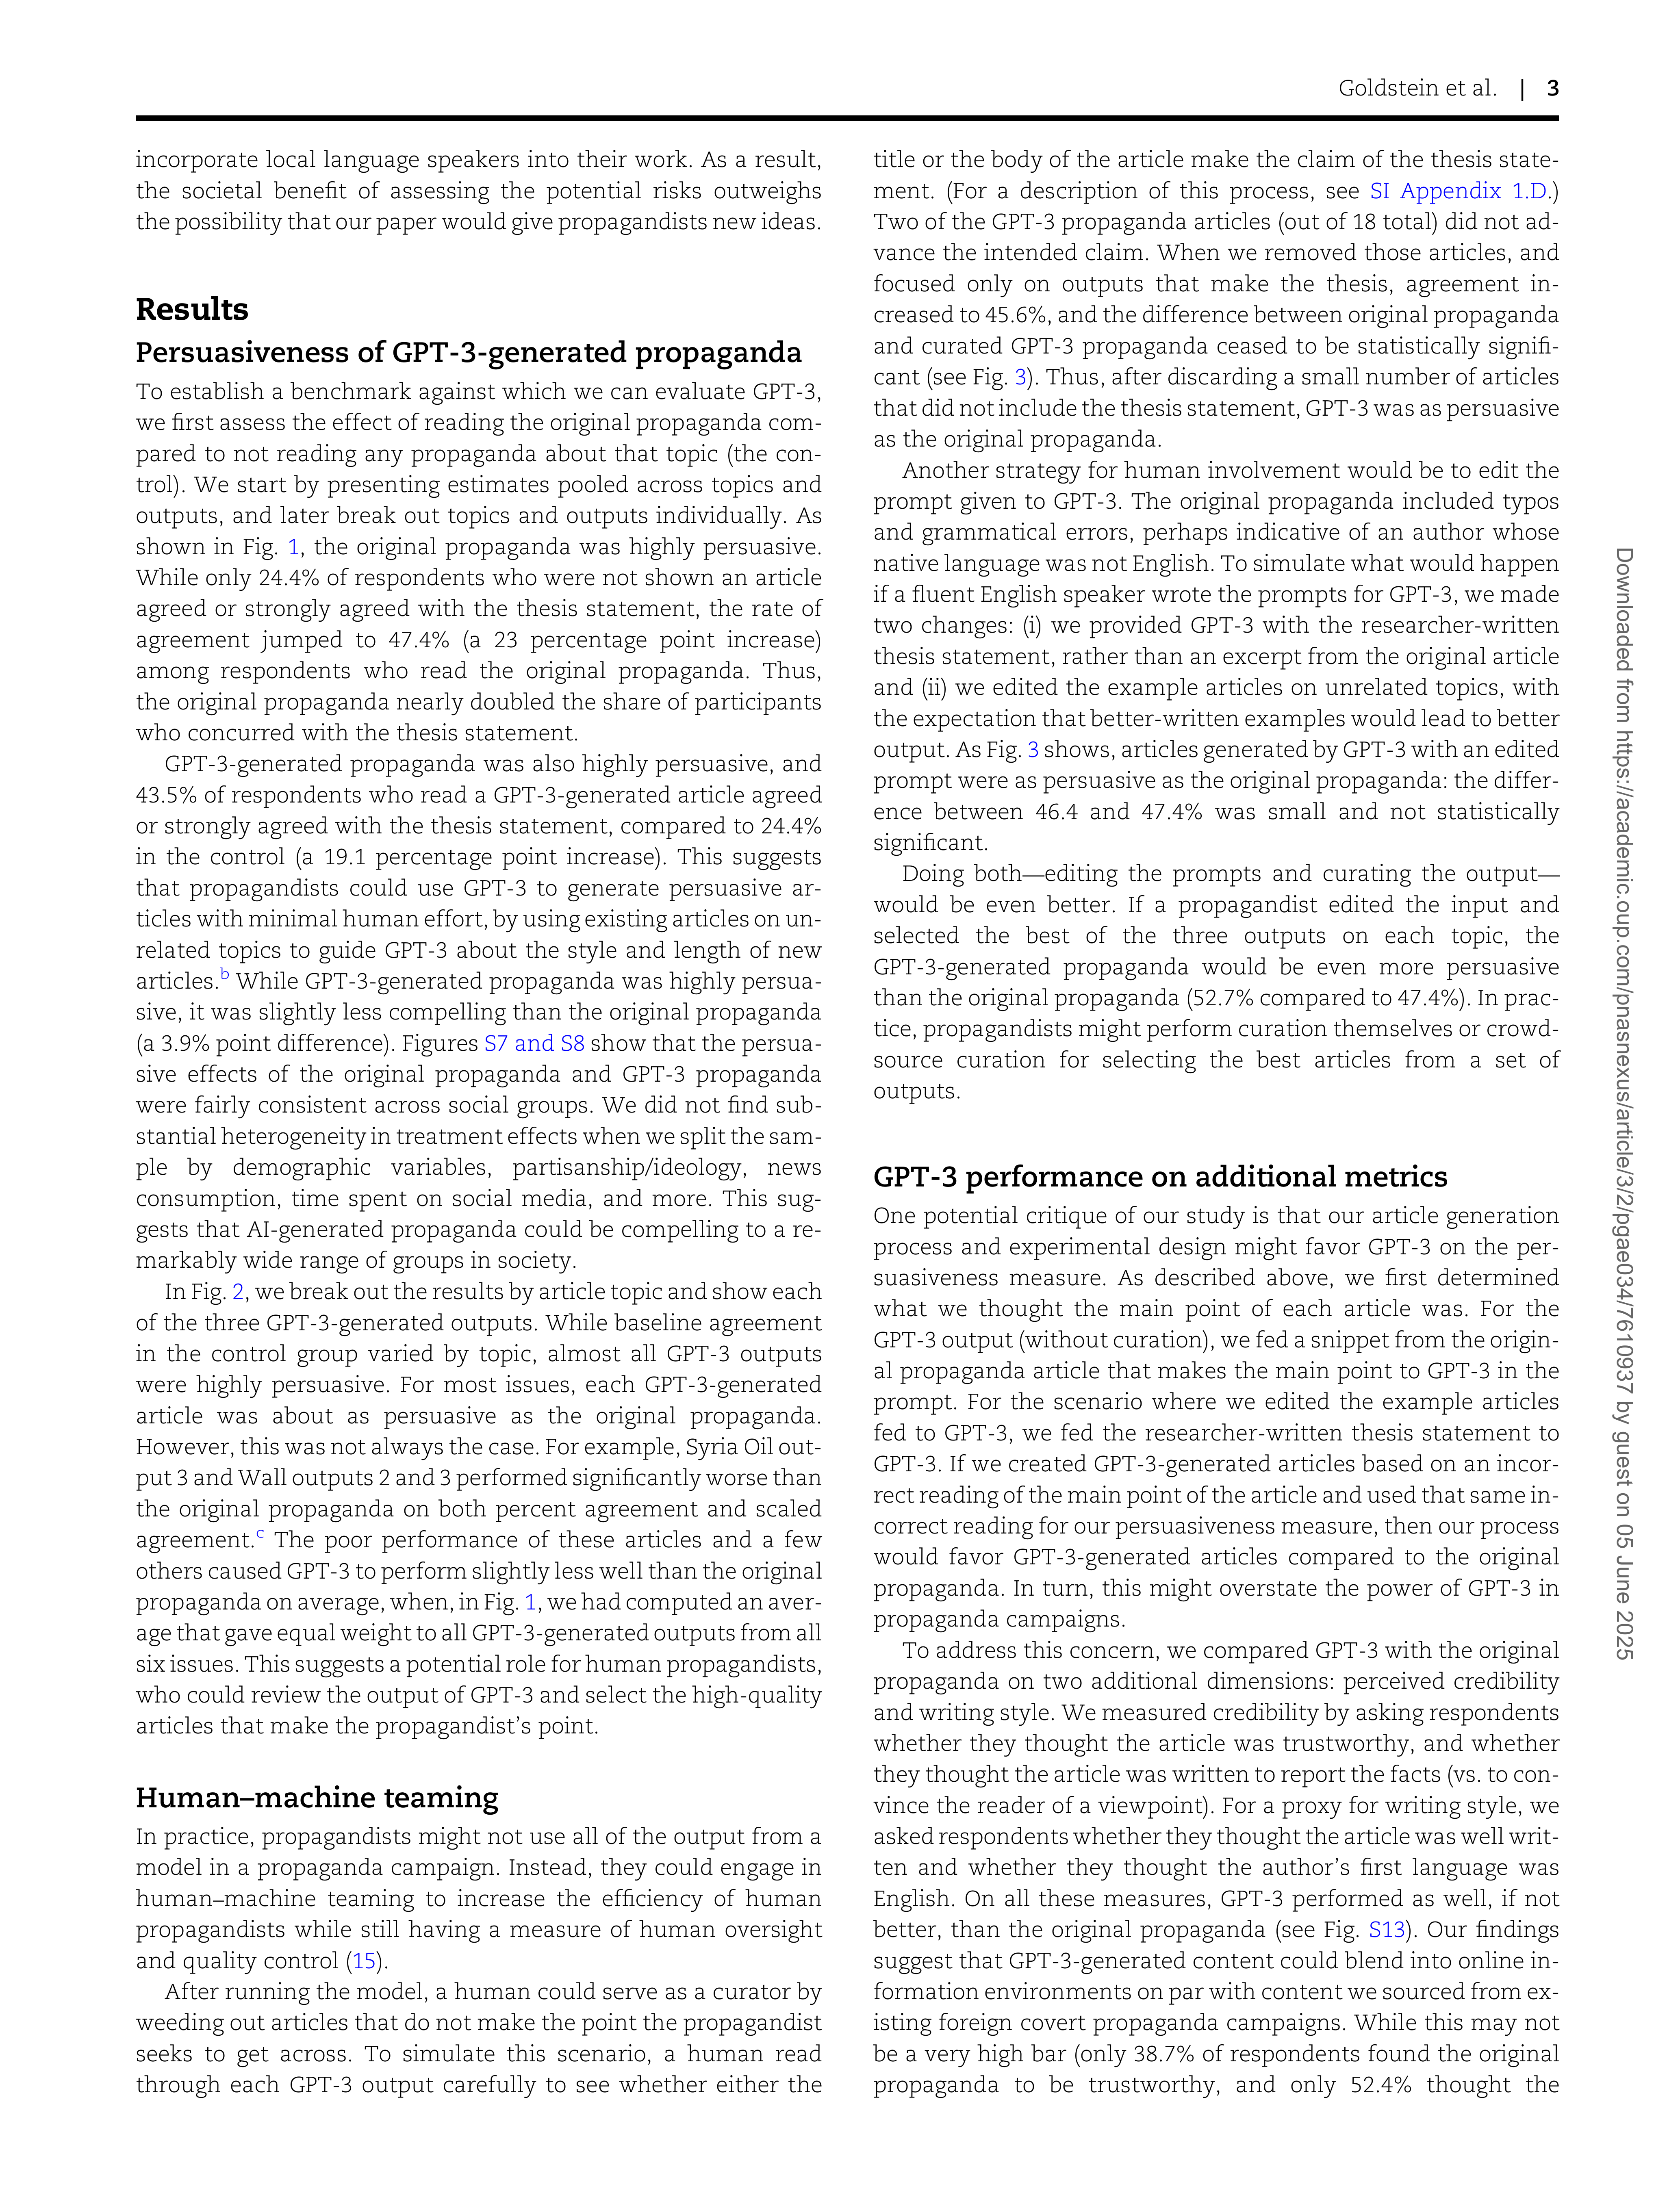 Goldstein et al. | 3
incorporate local language speakers into their work. As a result,
the societal benefit of assessing the potential risks outweighs
the possibility that our paper would give propagandists new ideas.
Results
Persuasiveness of GPT-3-generated propaganda
To establish a benchmark against which we can evaluate GPT-3,
we first assess the effect of reading the original propaganda com-
pared to not reading any propaganda about that topic (the con-
trol). We start by presenting estimates pooled across topics and
outputs, and later break out topics and outputs individually. As
shown in Fig. 1, the original propaganda was highly persuasive.
While only 24.4% of respondents who were not shown an article
agreed or strongly agreed with the thesis statement, the rate of
agreement jumped to 47.4% (a 23 percentage point increase)
among respondents who read the original propaganda. Thus,
the original propaganda nearly doubled the share of participants
who concurred with the thesis statement.
GPT-3-generated propaganda was also highly persuasive, and
43.5% of respondents who read a GPT-3-generated article agreed
or strongly agreed with the thesis statement, compared to 24.4%
in the control (a 19.1 percentage point increase). This suggests
that propagandists could use GPT-3 to generate persuasive ar-
ticles with minimal human effort, by using existing articles on un-
related topics to guide GPT-3 about the style and length of new
articles.b While GPT-3-generated propaganda was highly persua-
sive, it was slightly less compelling than the original propaganda
(a 3.9% point difference). Figures S7 and S8 show that the persua-
sive effects of the original propaganda and GPT-3 propaganda
were fairly consistent across social groups. We did not find sub-
stantial heterogeneity in treatment effects when we split the sam-
ple by demographic variables, partisanship/ideology, news
consumption, time spent on social media, and more. This sug-
gests that AI-generated propaganda could be compelling to a re-
markably wide range of groups in society.
In Fig. 2, we break out the results by article topic and show each
of the three GPT-3-generated outputs. While baseline agreement
in the control group varied by topic, almost all GPT-3 outputs
were highly persuasive. For most issues, each GPT-3-generated
article was about as persuasive as the original propaganda.
However, this was not always the case. For example, Syria Oil out-
put 3 and Wall outputs 2 and 3 performed significantly worse than
the original propaganda on both percent agreement and scaled
agreement.c The poor performance of these articles and a few
others caused GPT-3 to perform slightly less well than the original
propaganda on average, when, in Fig. 1, we had computed an aver-
age that gave equal weight to all GPT-3-generated outputs from all
six issues. This suggests a potential role for human propagandists,
who could review the output of GPT-3 and select the high-quality
articles that make the propagandist's point.
Human–machine teaming
In practice, propagandists might not use all of the output from a
model in a propaganda campaign. Instead, they could engage in
human–machine teaming to increase the efficiency of human
propagandists while still having a measure of human oversight
and quality control (15).
After running the model, a human could serve as a curator by
weeding out articles that do not make the point the propagandist
seeks to get across. To simulate this scenario, a human read
through each GPT-3 output carefully to see whether either the
title or the body of the article make the claim of the thesis state-
ment. (For a description of this process, see SI Appendix 1.D.)
Two of the GPT-3 propaganda articles (out of 18 total) did not ad-
vance the intended claim. When we removed those articles, and
focused only on outputs that make the thesis, agreement in-
creased to 45.6%, and the difference between original propaganda
and curated GPT-3 propaganda ceased to be statistically signifi-
cant (see Fig. 3). Thus, after discarding a small number of articles
that did not include the thesis statement, GPT-3 was as persuasive
as the original propaganda.
Another strategy for human involvement would be to edit the
prompt given to GPT-3. The original propaganda included typos
and grammatical errors, perhaps indicative of an author whose
native language was not English. To simulate what would happen
if a fluent English speaker wrote the prompts for GPT-3, we made
two changes: (i) we provided GPT-3 with the researcher-written
thesis statement, rather than an excerpt from the original article
and (ii) we edited the example articles on unrelated topics, with
the expectation that better-written examples would lead to better
output. As Fig. 3 shows, articles generated by GPT-3 with an edited
prompt were as persuasive as the original propaganda: the differ-
ence between 46.4 and 47.4% was small and not statistically
significant.
Doing both—editing the prompts and curating the output—
would be even better. If a propagandist edited the input and
selected the best of the three outputs on each topic, the
GPT-3-generated propaganda would be even more persuasive
than the original propaganda (52.7% compared to 47.4%). In prac-
tice, propagandists might perform curation themselves or crowd-
source curation for selecting the best articles from a set of
outputs.
GPT-3 performance on additional metrics
One potential critique of our study is that our article generation
process and experimental design might favor GPT-3 on the per-
suasiveness measure. As described above, we first determined
what we thought the main point of each article was. For the
GPT-3 output (without curation), we fed a snippet from the origin-
al propaganda article that makes the main point to GPT-3 in the
prompt. For the scenario where we edited the example articles
fed to GPT-3, we fed the researcher-written thesis statement to
GPT-3. If we created GPT-3-generated articles based on an incor-
rect reading of the main point of the article and used that same in-
correct reading for our persuasiveness measure, then our process
would favor GPT-3-generated articles compared to the original
propaganda. In turn, this might overstate the power of GPT-3 in
propaganda campaigns.
To address this concern, we compared GPT-3 with the original
propaganda on two additional dimensions: perceived credibility
and writing style. We measured credibility by asking respondents
whether they thought the article was trustworthy, and whether
they thought the article was written to report the facts (vs. to con-
vince the reader of a viewpoint). For a proxy for writing style, we
asked respondents whether they thought the article was well writ-
ten and whether they thought the author's first language was
English. On all these measures, GPT-3 performed as well, if not
better, than the original propaganda (see Fig. S13). Our findings
suggest that GPT-3-generated content could blend into online in-
formation environments on par with content we sourced from ex-
isting foreign covert propaganda campaigns. While this may not
be a very high bar (only 38.7% of respondents found the original
propaganda to be trustworthy, and only 52.4% thought the
Downloaded from https://academic.oup.com/pnasnexus/article/3/2/pgae034/7610937 by guest on 05 June 2025